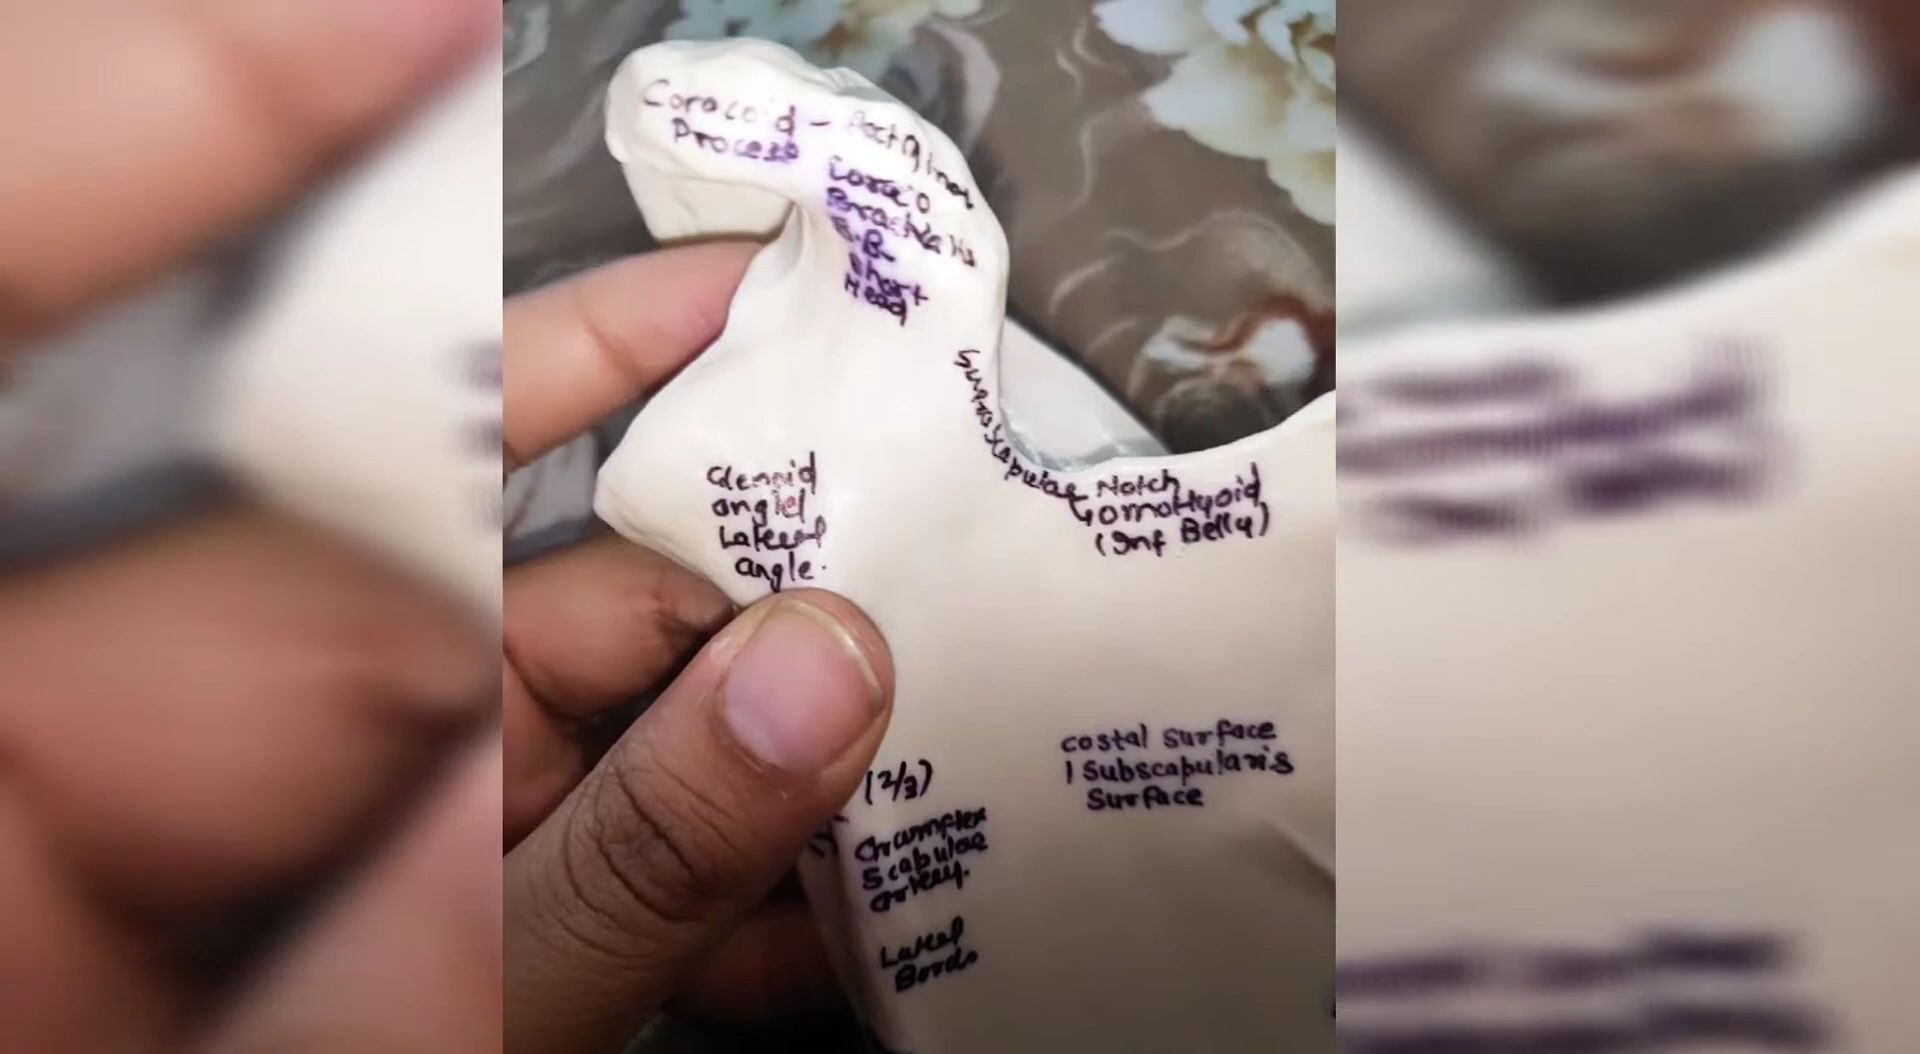 Coracoid - Pect Minor
Process
Coraco
Brachialis
B.B
Short
Head
Suprascapular Notch
Omohyoid
(Inf Belly)
Glenoid
angle/
Lateral
angle.
costal surface
/ Subscapularis
Surface
(2/3)
Circumflex
Scapular
artery.
Lateral
Border